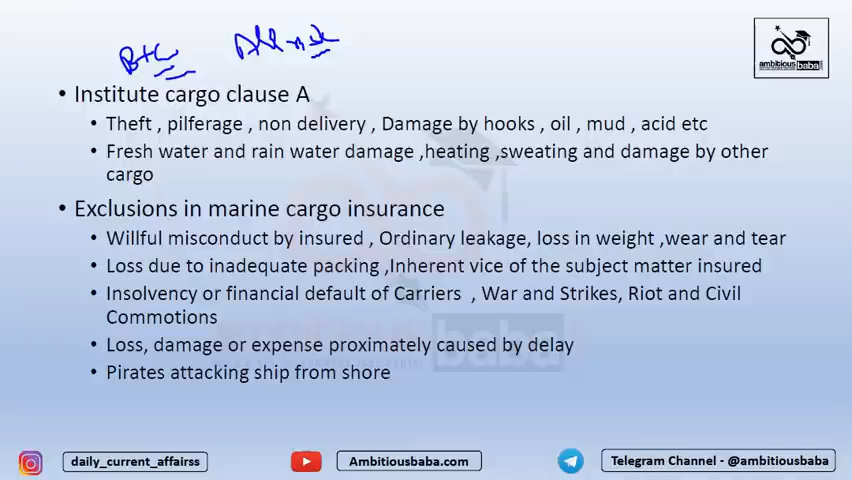 B+C All risk
ambitiousbaba
• Institute cargo clause A
• Theft , pilferage , non delivery , Damage by hooks , oil , mud , acid etc
• Fresh water and rain water damage ,heating ,sweating and damage by other
cargo
• Exclusions in marine cargo insurance
• Willful misconduct by insured , Ordinary leakage, loss in weight ,wear and tear
• Loss due to inadequate packing ,Inherent vice of the subject matter insured
• Insolvency or financial default of Carriers , War and Strikes, Riot and Civil
Commotions
• Loss, damage or expense proximately caused by delay
• Pirates attacking ship from shore
daily_current_affairss Ambitiousbaba.com Telegram Channel - @ambitiousbaba